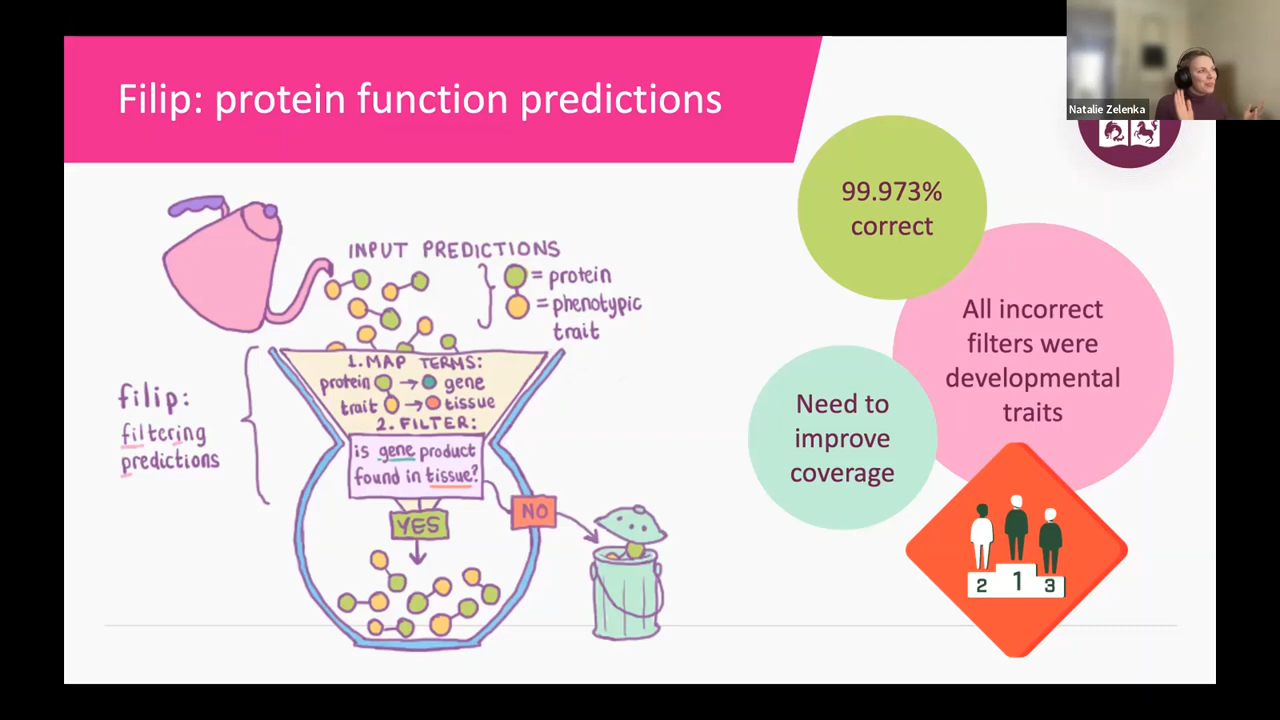 Filip: protein function predictions
Natalie Zelenka
99.973%
correct
All incorrect
filters were
developmental
traits
Need to
improve
coverage
INPUT PREDICTIONS
= protein
= phenotypic
trait
filip:
filtering
predictions
1. MAP TERMS:
protein → gene
trait → tissue
2. FILTER:
is gene product
found in tissue?
YES
NO
2 1 3